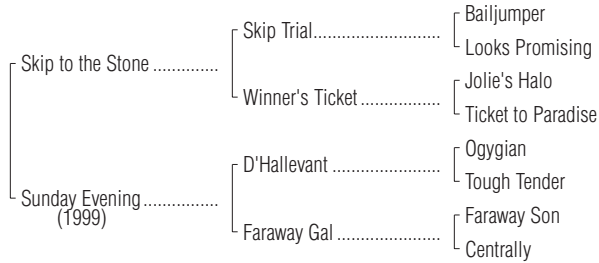 Bailjumper
Skip Trial............................
Looks Promising
Skip to the Stone ..............
Jolie's Halo
Winner's Ticket ..................
Ticket to Paradise
Ogygian
D'Hallevant ........................
Tough Tender
Sunday Evening................
(1999)
Faraway Son
Faraway Gal .......................
Centrally